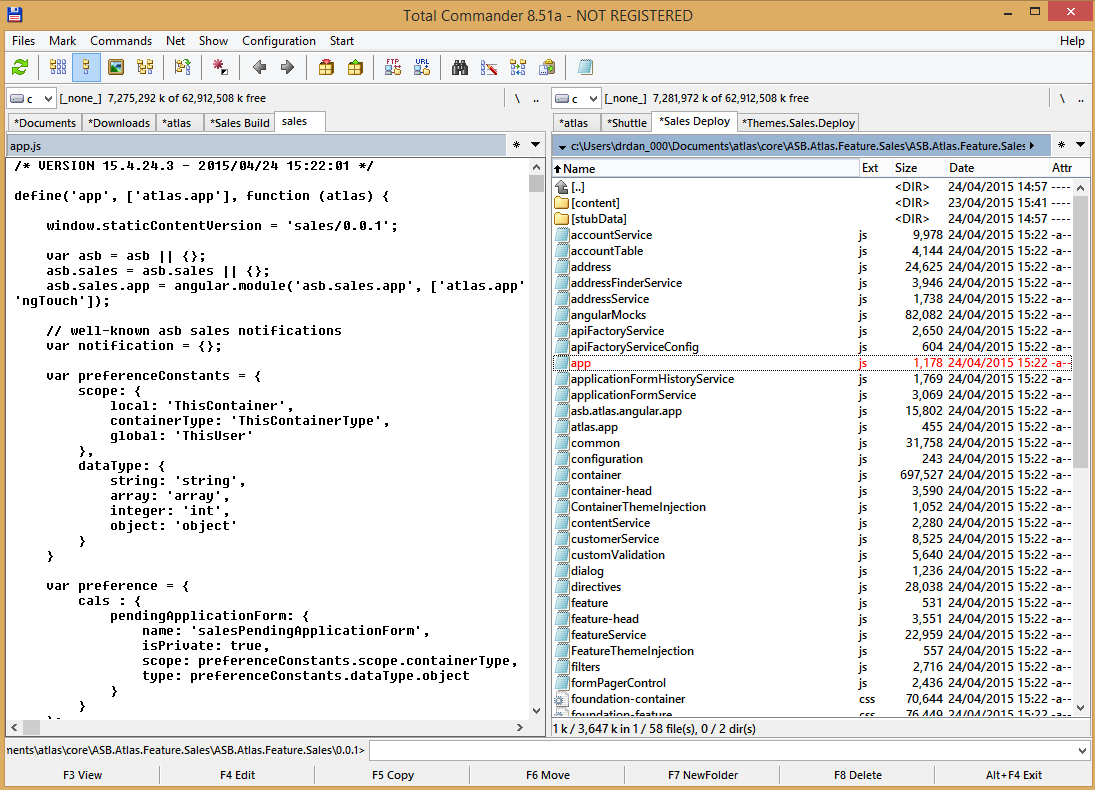 Total Commander 8.51a - NOT REGISTERED
Files Mark Commands Net Show Configuration Start Help
FTP URL
c [_none_] 7,275,292 k of 62,912,508 k free \ ..
c [_none_] 7,281,972 k of 62,912,508 k free \ ..
*Documents *Downloads *atlas *Sales Build sales
*atlas *Shuttle *Sales Deploy *Themes.Sales.Deploy
app.js *
/* VERSION 15.4.24.3 - 2015/04/24 15:22:01 */
define('app', ['atlas.app'], function (atlas) {
window.staticContentVersion = 'sales/0.0.1';
var asb = asb || {};
asb.sales = asb.sales || {};
asb.sales.app = angular.module('asb.sales.app', ['atlas.app'
'ngTouch']);
// well-known asb sales notifications
var notification = {};
var preferenceConstants = {
scope: {
local: 'ThisContainer',
containerType: 'ThisContainerType',
global: 'ThisUser'
},
dataType: {
string: 'string',
array: 'array',
integer: 'int',
object: 'object'
}
}
var preference = {
cals : {
pendingApplicationForm: {
name: 'salesPendingApplicationForm',
isPrivate: true,
scope: preferenceConstants.scope.containerType,
type: preferenceConstants.dataType.object
}
}
c:\Users\drdan_000\Documents\atlas\core\ASB.Atlas.Feature.Sales\ASB.Atlas.Feature.Sales *
Name Ext Size Date Attr
[..] <DIR> 24/04/2015 14:57 ----
[content] <DIR> 23/04/2015 15:41 ----
[stubData] <DIR> 24/04/2015 14:57 ----
accountService js 9,978 24/04/2015 15:22 -a--
accountTable js 4,144 24/04/2015 15:22 -a--
address js 24,625 24/04/2015 15:22 -a--
addressFinderService js 3,946 24/04/2015 15:22 -a--
addressService js 1,738 24/04/2015 15:22 -a--
angularMocks js 82,082 24/04/2015 15:22 -a--
apiFactoryService js 2,650 24/04/2015 15:22 -a--
apiFactoryServiceConfig js 604 24/04/2015 15:22 -a--
app js 1,178 24/04/2015 15:22 -a--
applicationFormHistoryService js 1,769 24/04/2015 15:22 -a--
applicationFormService js 3,069 24/04/2015 15:22 -a--
asb.atlas.angular.app js 15,802 24/04/2015 15:22 -a--
atlas.app js 455 24/04/2015 15:22 -a--
common js 31,758 24/04/2015 15:22 -a--
configuration js 243 24/04/2015 15:22 -a--
container js 697,527 24/04/2015 15:22 -a--
container-head js 3,590 24/04/2015 15:22 -a--
ContainerThemeInjection js 1,052 24/04/2015 15:22 -a--
contentService js 2,280 24/04/2015 15:22 -a--
customerService js 8,525 24/04/2015 15:22 -a--
customValidation js 5,640 24/04/2015 15:22 -a--
dialog js 1,236 24/04/2015 15:22 -a--
directives js 28,038 24/04/2015 15:22 -a--
feature js 531 24/04/2015 15:22 -a--
feature-head js 3,551 24/04/2015 15:22 -a--
featureService js 22,959 24/04/2015 15:22 -a--
FeatureThemeInjection js 557 24/04/2015 15:22 -a--
filters js 2,716 24/04/2015 15:22 -a--
formPagerControl js 2,436 24/04/2015 15:22 -a--
foundation-container css 70,644 24/04/2015 15:22 -a--
foundation-feature css 76,449 24/04/2015 15:22 -a--
1 k / 3,647 k in 1 / 58 file(s), 0 / 2 dir(s)
ments\atlas\core\ASB.Atlas.Feature.Sales\ASB.Atlas.Feature.Sales\0.0.1>
F3 View F4 Edit F5 Copy F6 Move F7 NewFolder F8 Delete Alt+F4 Exit